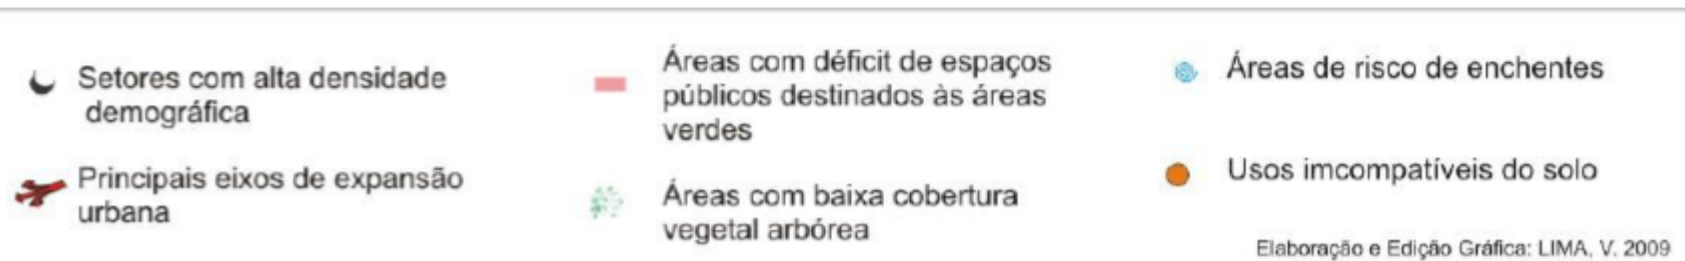 Setores com alta densidade
demográfica
Principais eixos de expansão
urbana
Áreas com déficit de espaços
públicos destinados às áreas
verdes
Áreas com baixa cobertura
vegetal arbórea
Áreas de risco de enchentes
Usos imcompatíveis do solo
Elaboração e Edição Gráfica: LIMA, V. 2009